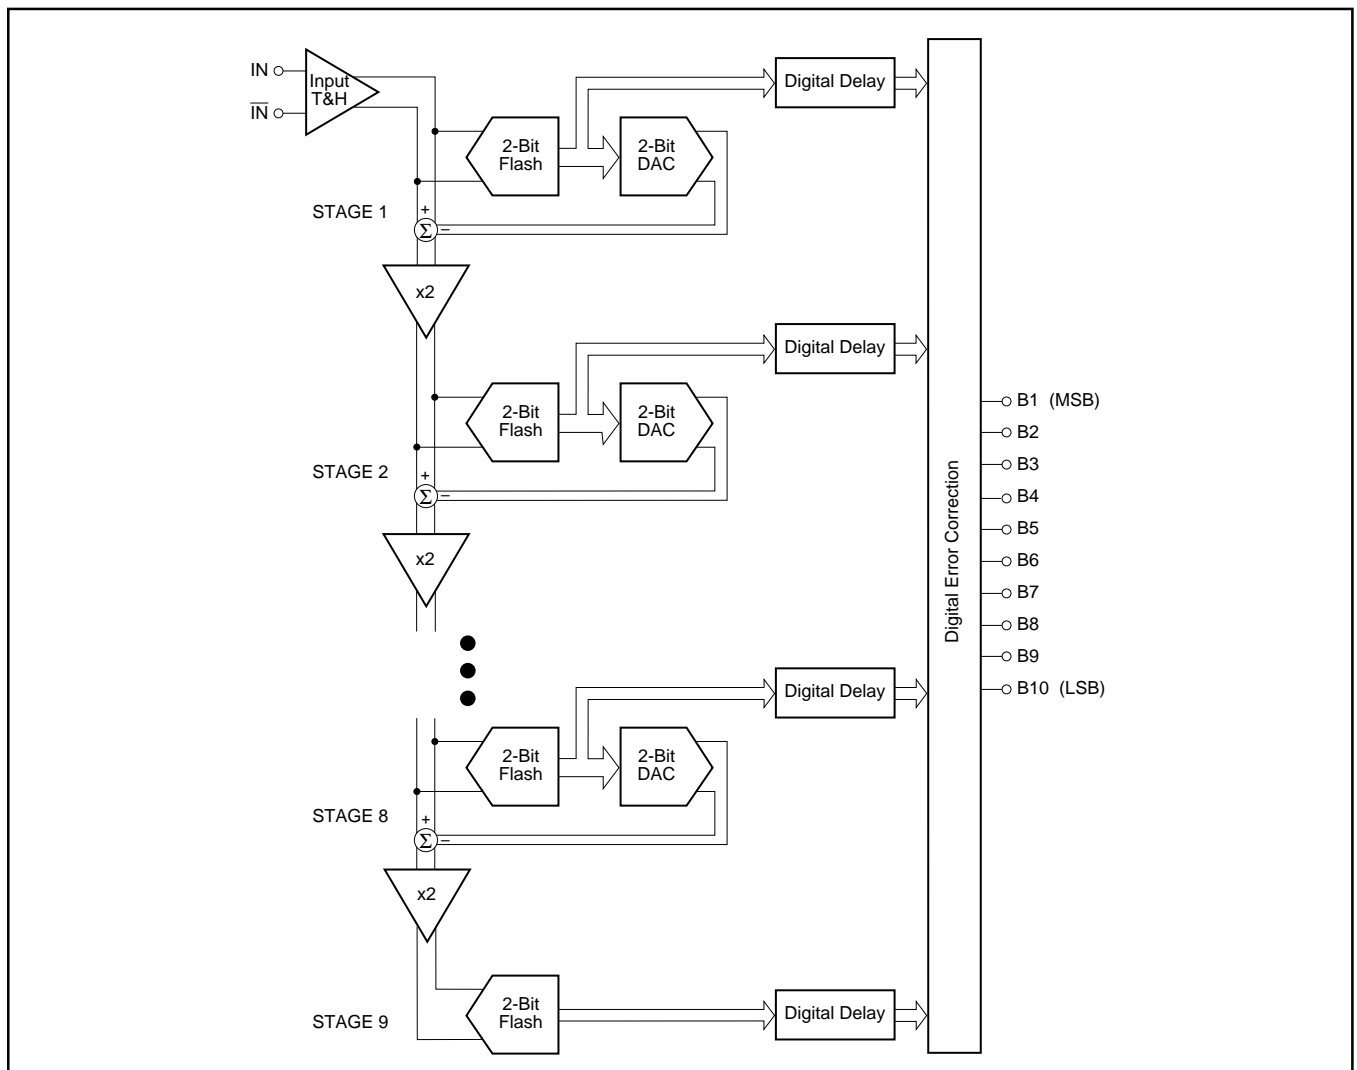 IN
IN
Input
T&H
Digital Delay
2-Bit
Flash
2-Bit
DAC
STAGE 1
+
Σ
–
x2
Digital Delay
2-Bit
Flash
2-Bit
DAC
STAGE 2
+
Σ
–
x2
Digital Delay
2-Bit
Flash
2-Bit
DAC
STAGE 8
+
Σ
–
x2
2-Bit
Flash
Digital Delay
STAGE 9
Digital Error Correction
B1 (MSB)
B2
B3
B4
B5
B6
B7
B8
B9
B10 (LSB)